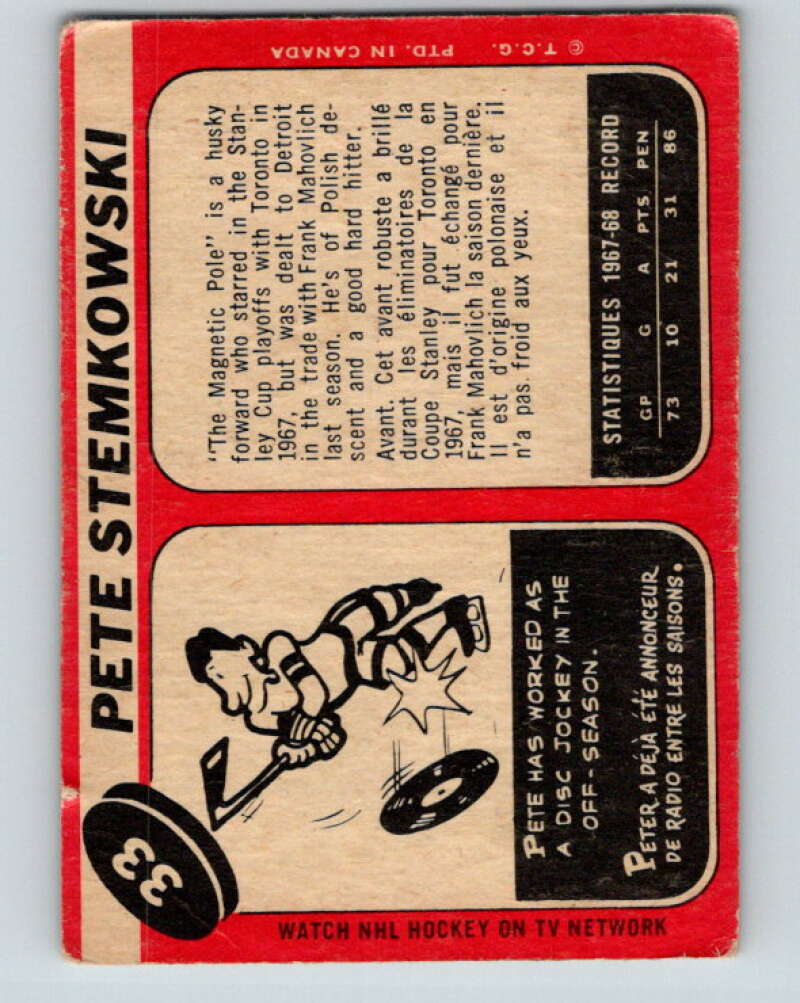 33
PETE STEMKOWSKI
PETE HAS WORKED AS
A DISC JOCKEY IN THE
OFF-SEASON.
PETER A DÉJÀ ÉTÉ ANNONCEUR
DE RADIO ENTRE LES SAISONS.
"The Magnetic Pole" is a husky
forward who starred in the Stan-
ley Cup playoffs with Toronto in
1967, but was dealt to Detroit
in the trade with Frank Mahovlich
last season. He's of Polish de-
scent and a good hard hitter.
Avant. Cet avant robuste a brillé
durant les éliminatoires de la
Coupe Stanley pour Toronto en
1967, mais il fut échangé pour
Frank Mahovlich la saison dernière.
Il est d'origine polonaise et il
n'a pas froid aux yeux.
STATISTIQUES 1967-68 RECORD
GP G A PTS PEN
73 10 21 31 86
WATCH NHL HOCKEY ON TV NETWORK
© T.C.G. PTD. IN CANADA